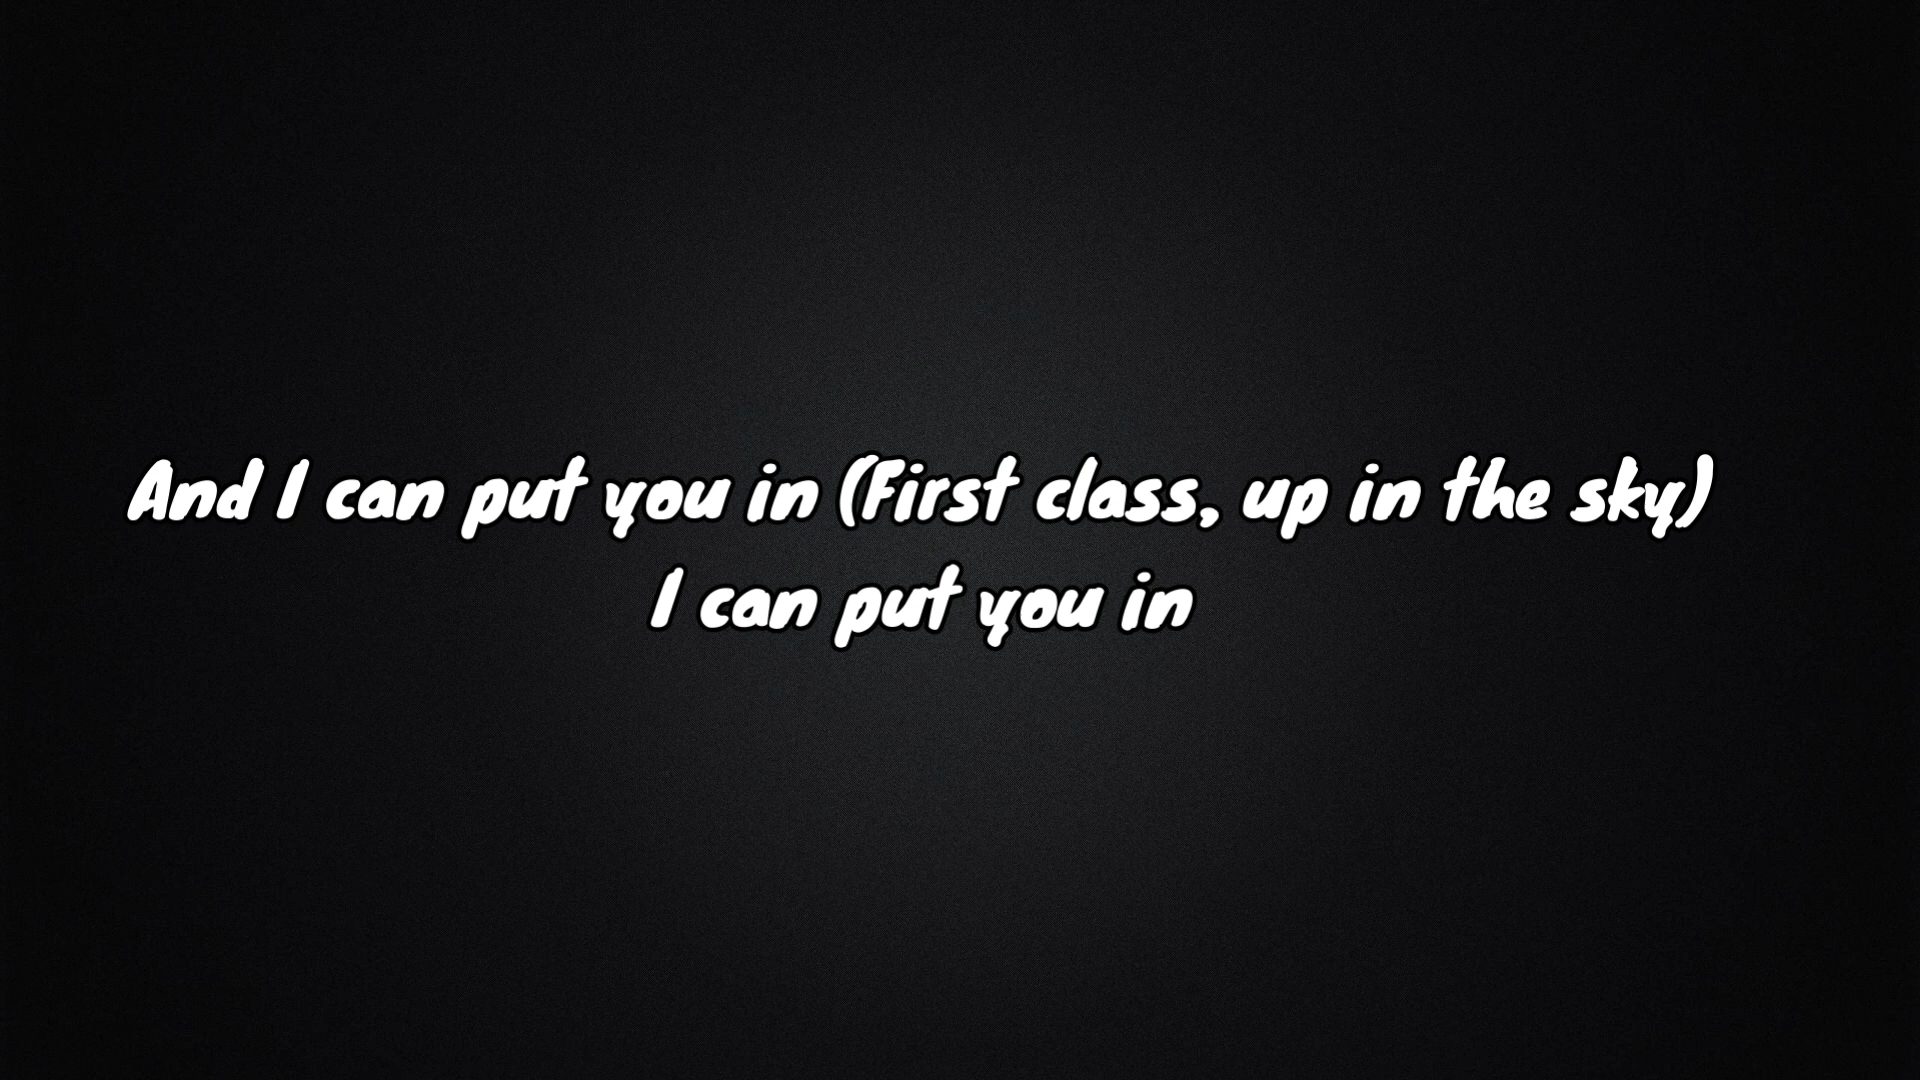 And I can put you in (First class, up in the sky)
I can put you in